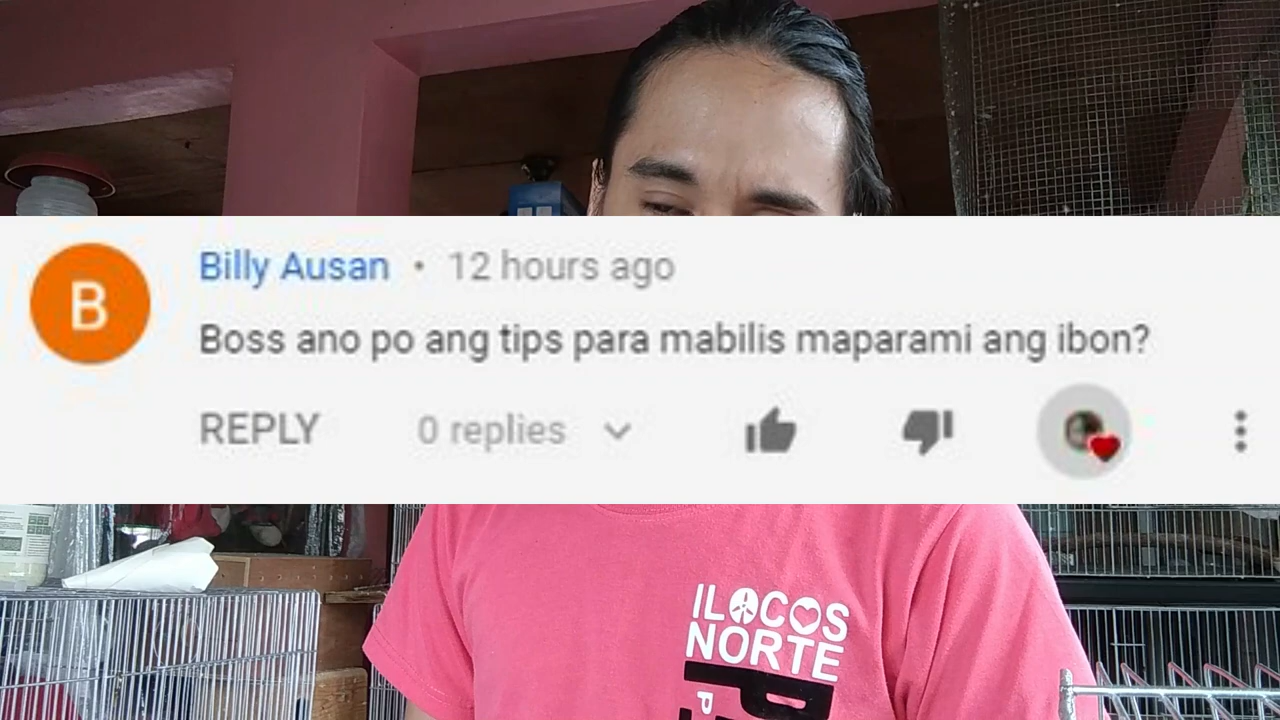 B
Billy Ausan • 12 hours ago
Boss ano po ang tips para mabilis maparami ang ibon?
REPLY 0 replies
ILOCOS
NORTE
P